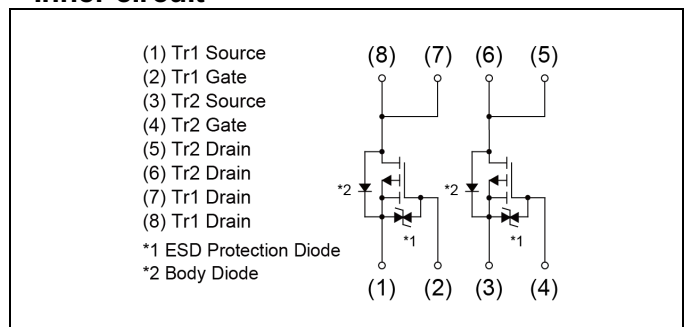 (1) Tr1 Source
(2) Tr1 Gate
(3) Tr2 Source
(4) Tr2 Gate
(5) Tr2 Drain
(6) Tr2 Drain
(7) Tr1 Drain
(8) Tr1 Drain
*1 ESD Protection Diode
*2 Body Diode
(8) (7) (6) (5)
*2 *2
*1 *1
(1) (2) (3) (4)